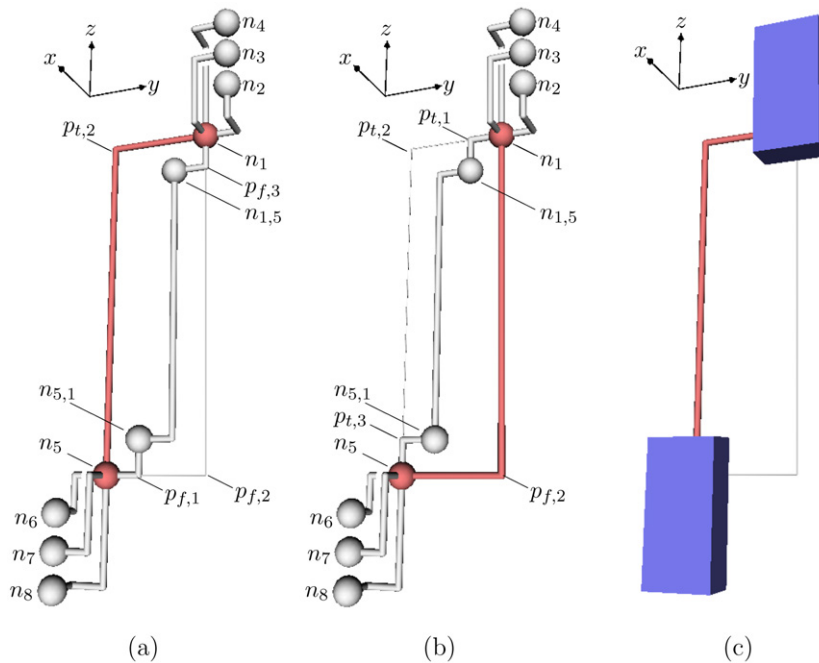 z
x
y
n4
n3
n2
pt,2
n1
pf,3
n1,5
n5,1
n5
pf,1
pf,2
n6
n7
n8
(a)
z
x
y
n4
n3
n2
pt,2
pt,1
n1
n1,5
n5,1
pt,3
n5
pf,2
n6
n7
n8
(b)
z
x
y
(c)